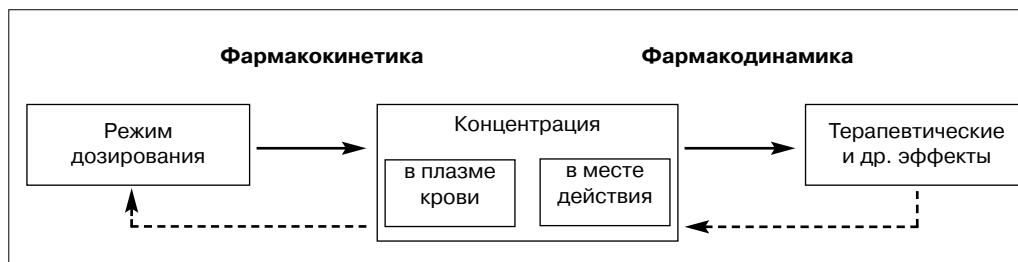 Фармакокинетика
Фармакодинамика
Режим
дозирования
Концентрация
в плазме
крови
в месте
действия
Терапевтические
и др. эффекты